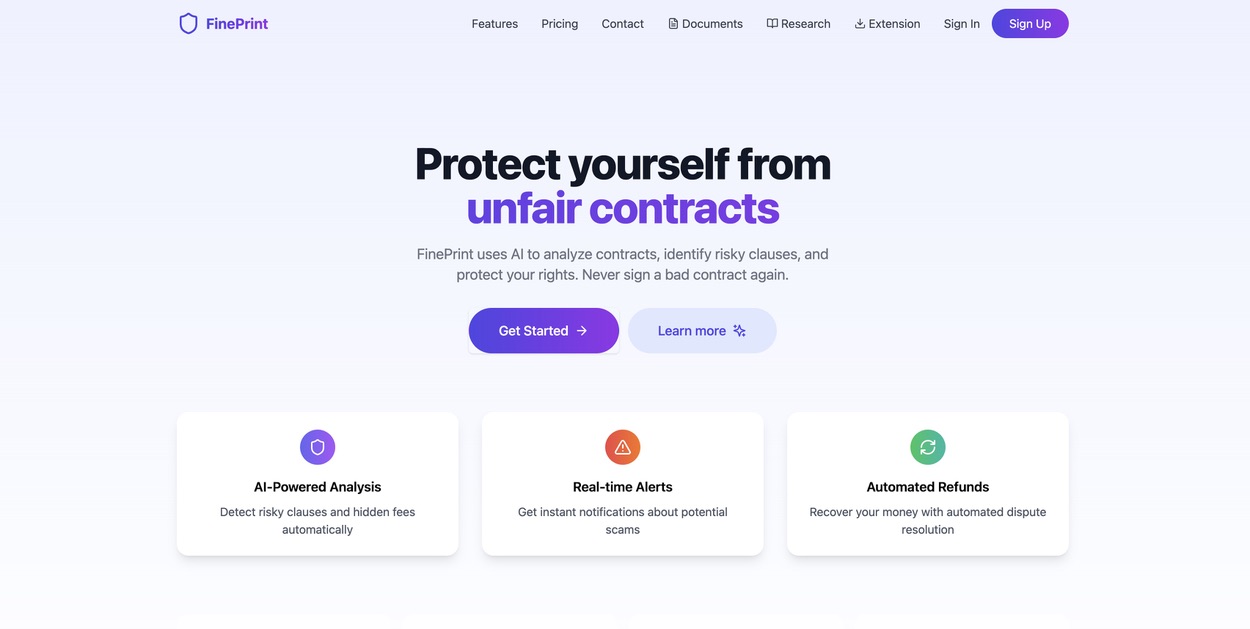 FinePrint
Features
Pricing
Contact
Documents
Research
Extension
Sign In
Sign Up
Protect yourself from
unfair contracts
FinePrint uses AI to analyze contracts, identify risky clauses, and
protect your rights. Never sign a bad contract again.
Get Started
Learn more
AI-Powered Analysis
Detect risky clauses and hidden fees
automatically
Real-time Alerts
Get instant notifications about potential
scams
Automated Refunds
Recover your money with automated dispute
resolution